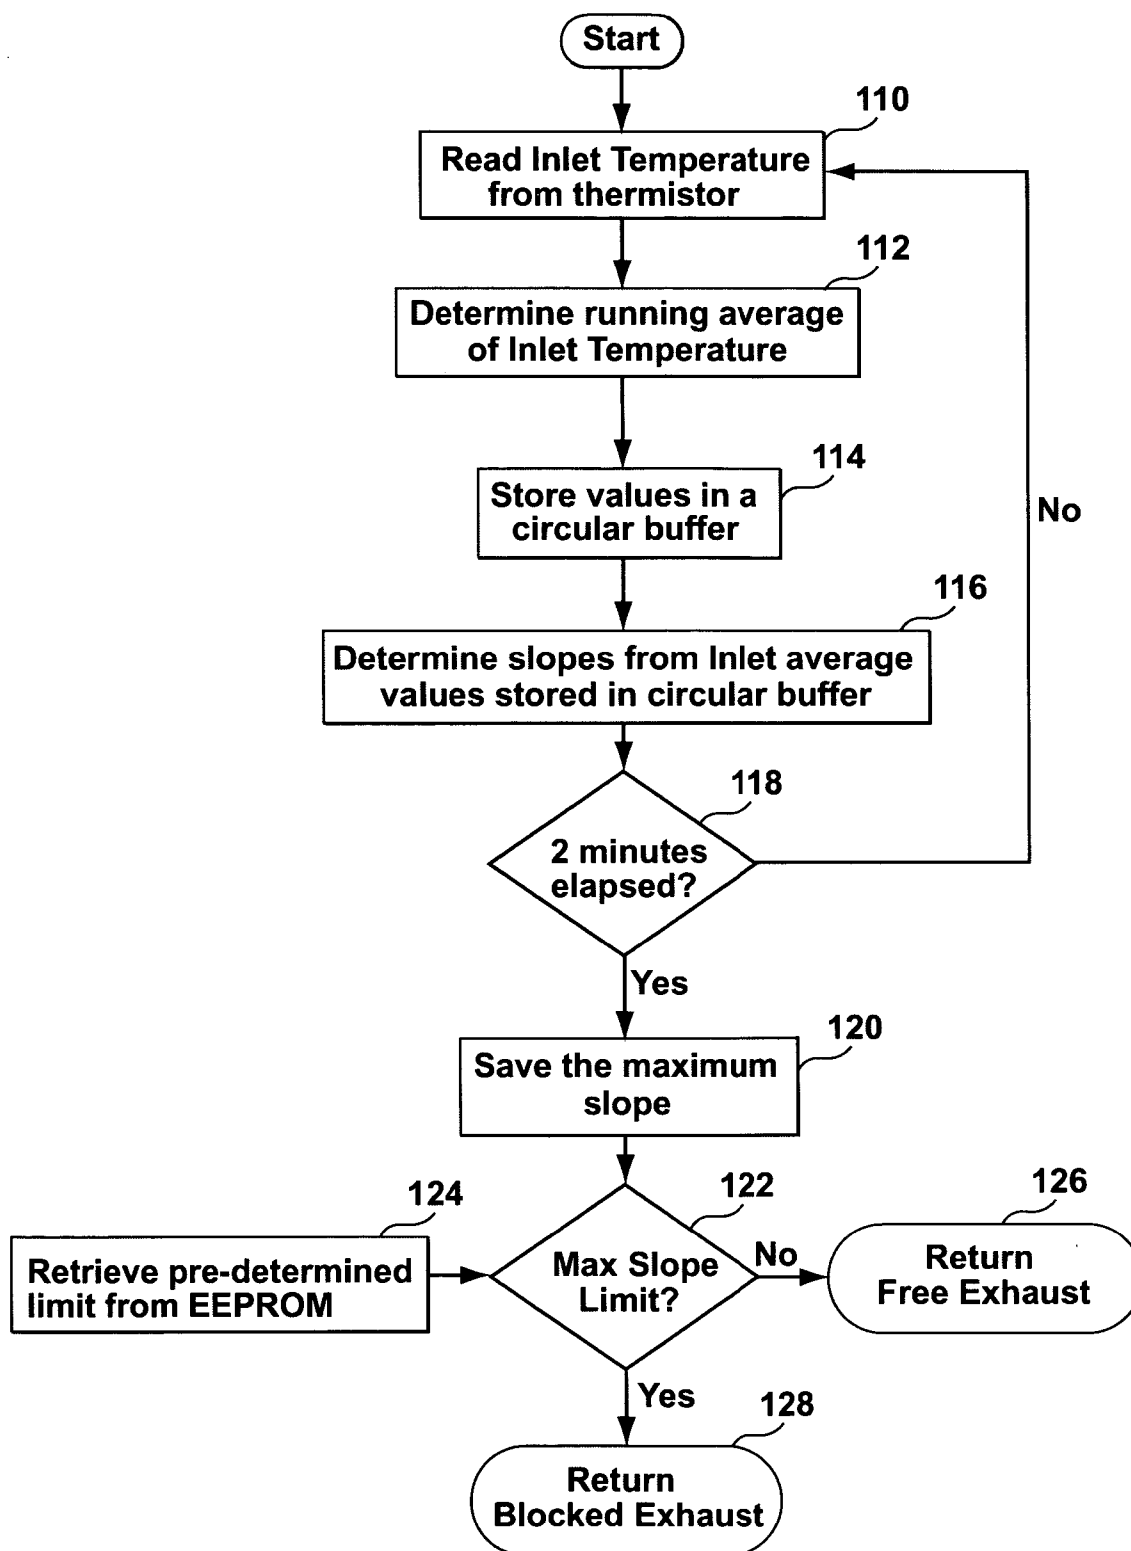 Start
110
Read Inlet Temperature
from thermistor
112
Determine running average
of Inlet Temperature
114
Store values in a
circular buffer
No
116
Determine slopes from Inlet average
values stored in circular buffer
118
2 minutes
elapsed?
Yes
120
Save the maximum
slope
124
Retrieve pre-determined
limit from EEPROM
122
Max Slope
Limit?
No
126
Return
Free Exhaust
Yes
128
Return
Blocked Exhaust